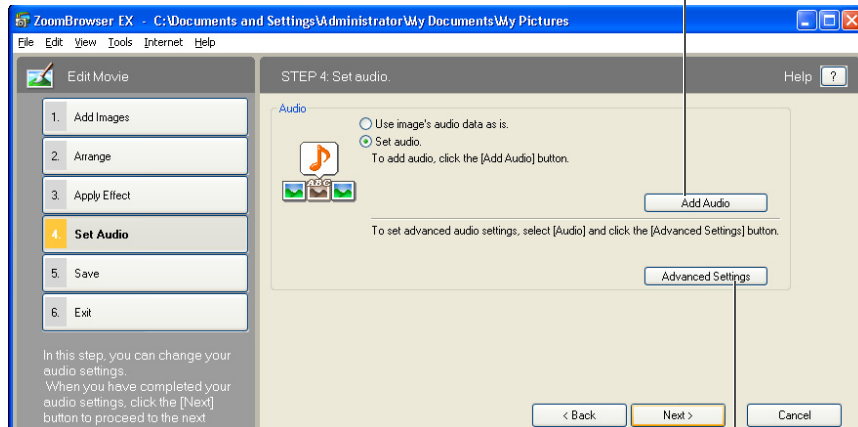 ZoomBrowser EX - C:\Documents and Settings\Administrator\My Documents\My Pictures
File Edit View Tools Internet Help
Edit Movie
STEP 4: Set audio.
Help ?
1. Add Images
2. Arrange
3. Apply Effect
4. Set Audio
5. Save
6. Exit
In this step, you can change your
audio settings.
When you have completed your
audio settings, click the [Next]
button to proceed to the next
Audio
Use image's audio data as is.
Set audio.
To add audio, click the [Add Audio] button.
ABC
Add Audio
To set advanced audio settings, select [Audio] and click the [Advanced Settings] button.
Advanced Settings
< Back Next > Cancel